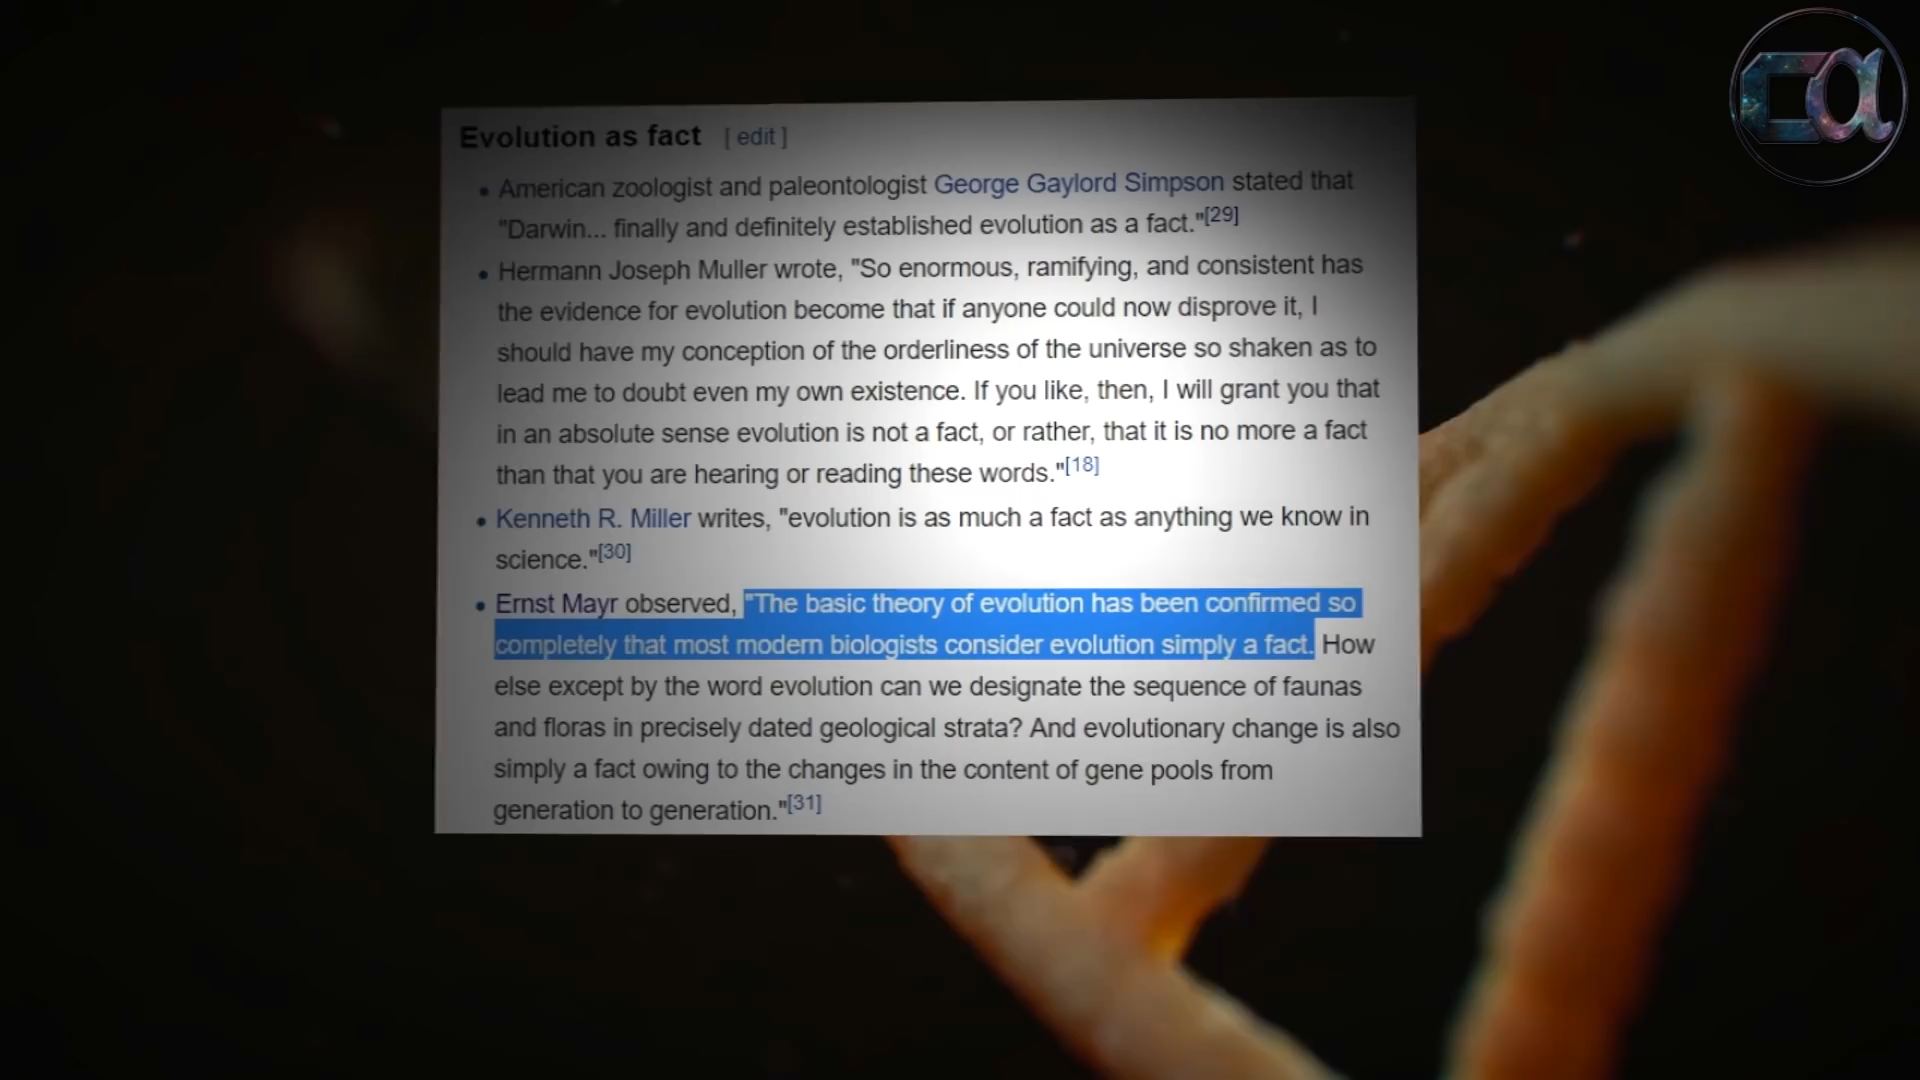 Evolution as fact [ edit ]
• American zoologist and paleontologist George Gaylord Simpson stated that
"Darwin... finally and definitely established evolution as a fact."[29]
• Hermann Joseph Muller wrote, "So enormous, ramifying, and consistent has
the evidence for evolution become that if anyone could now disprove it, I
should have my conception of the orderliness of the universe so shaken as to
lead me to doubt even my own existence. If you like, then, I will grant you that
in an absolute sense evolution is not a fact, or rather, that it is no more a fact
than that you are hearing or reading these words."[18]
• Kenneth R. Miller writes, "evolution is as much a fact as anything we know in
science."[30]
• Ernst Mayr observed, "The basic theory of evolution has been confirmed so
completely that most modern biologists consider evolution simply a fact. How
else except by the word evolution can we designate the sequence of faunas
and floras in precisely dated geological strata? And evolutionary change is also
simply a fact owing to the changes in the content of gene pools from
generation to generation."[31]